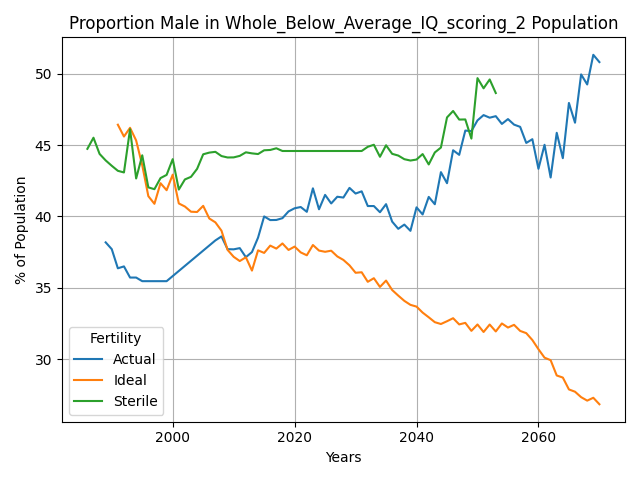 Proportion Male in Whole_Below_Average_IQ_scoring_2 Population
% of Population
50
45
40
35
30
Fertility
Actual
Ideal
Sterile
2000
2020
2040
2060
Years